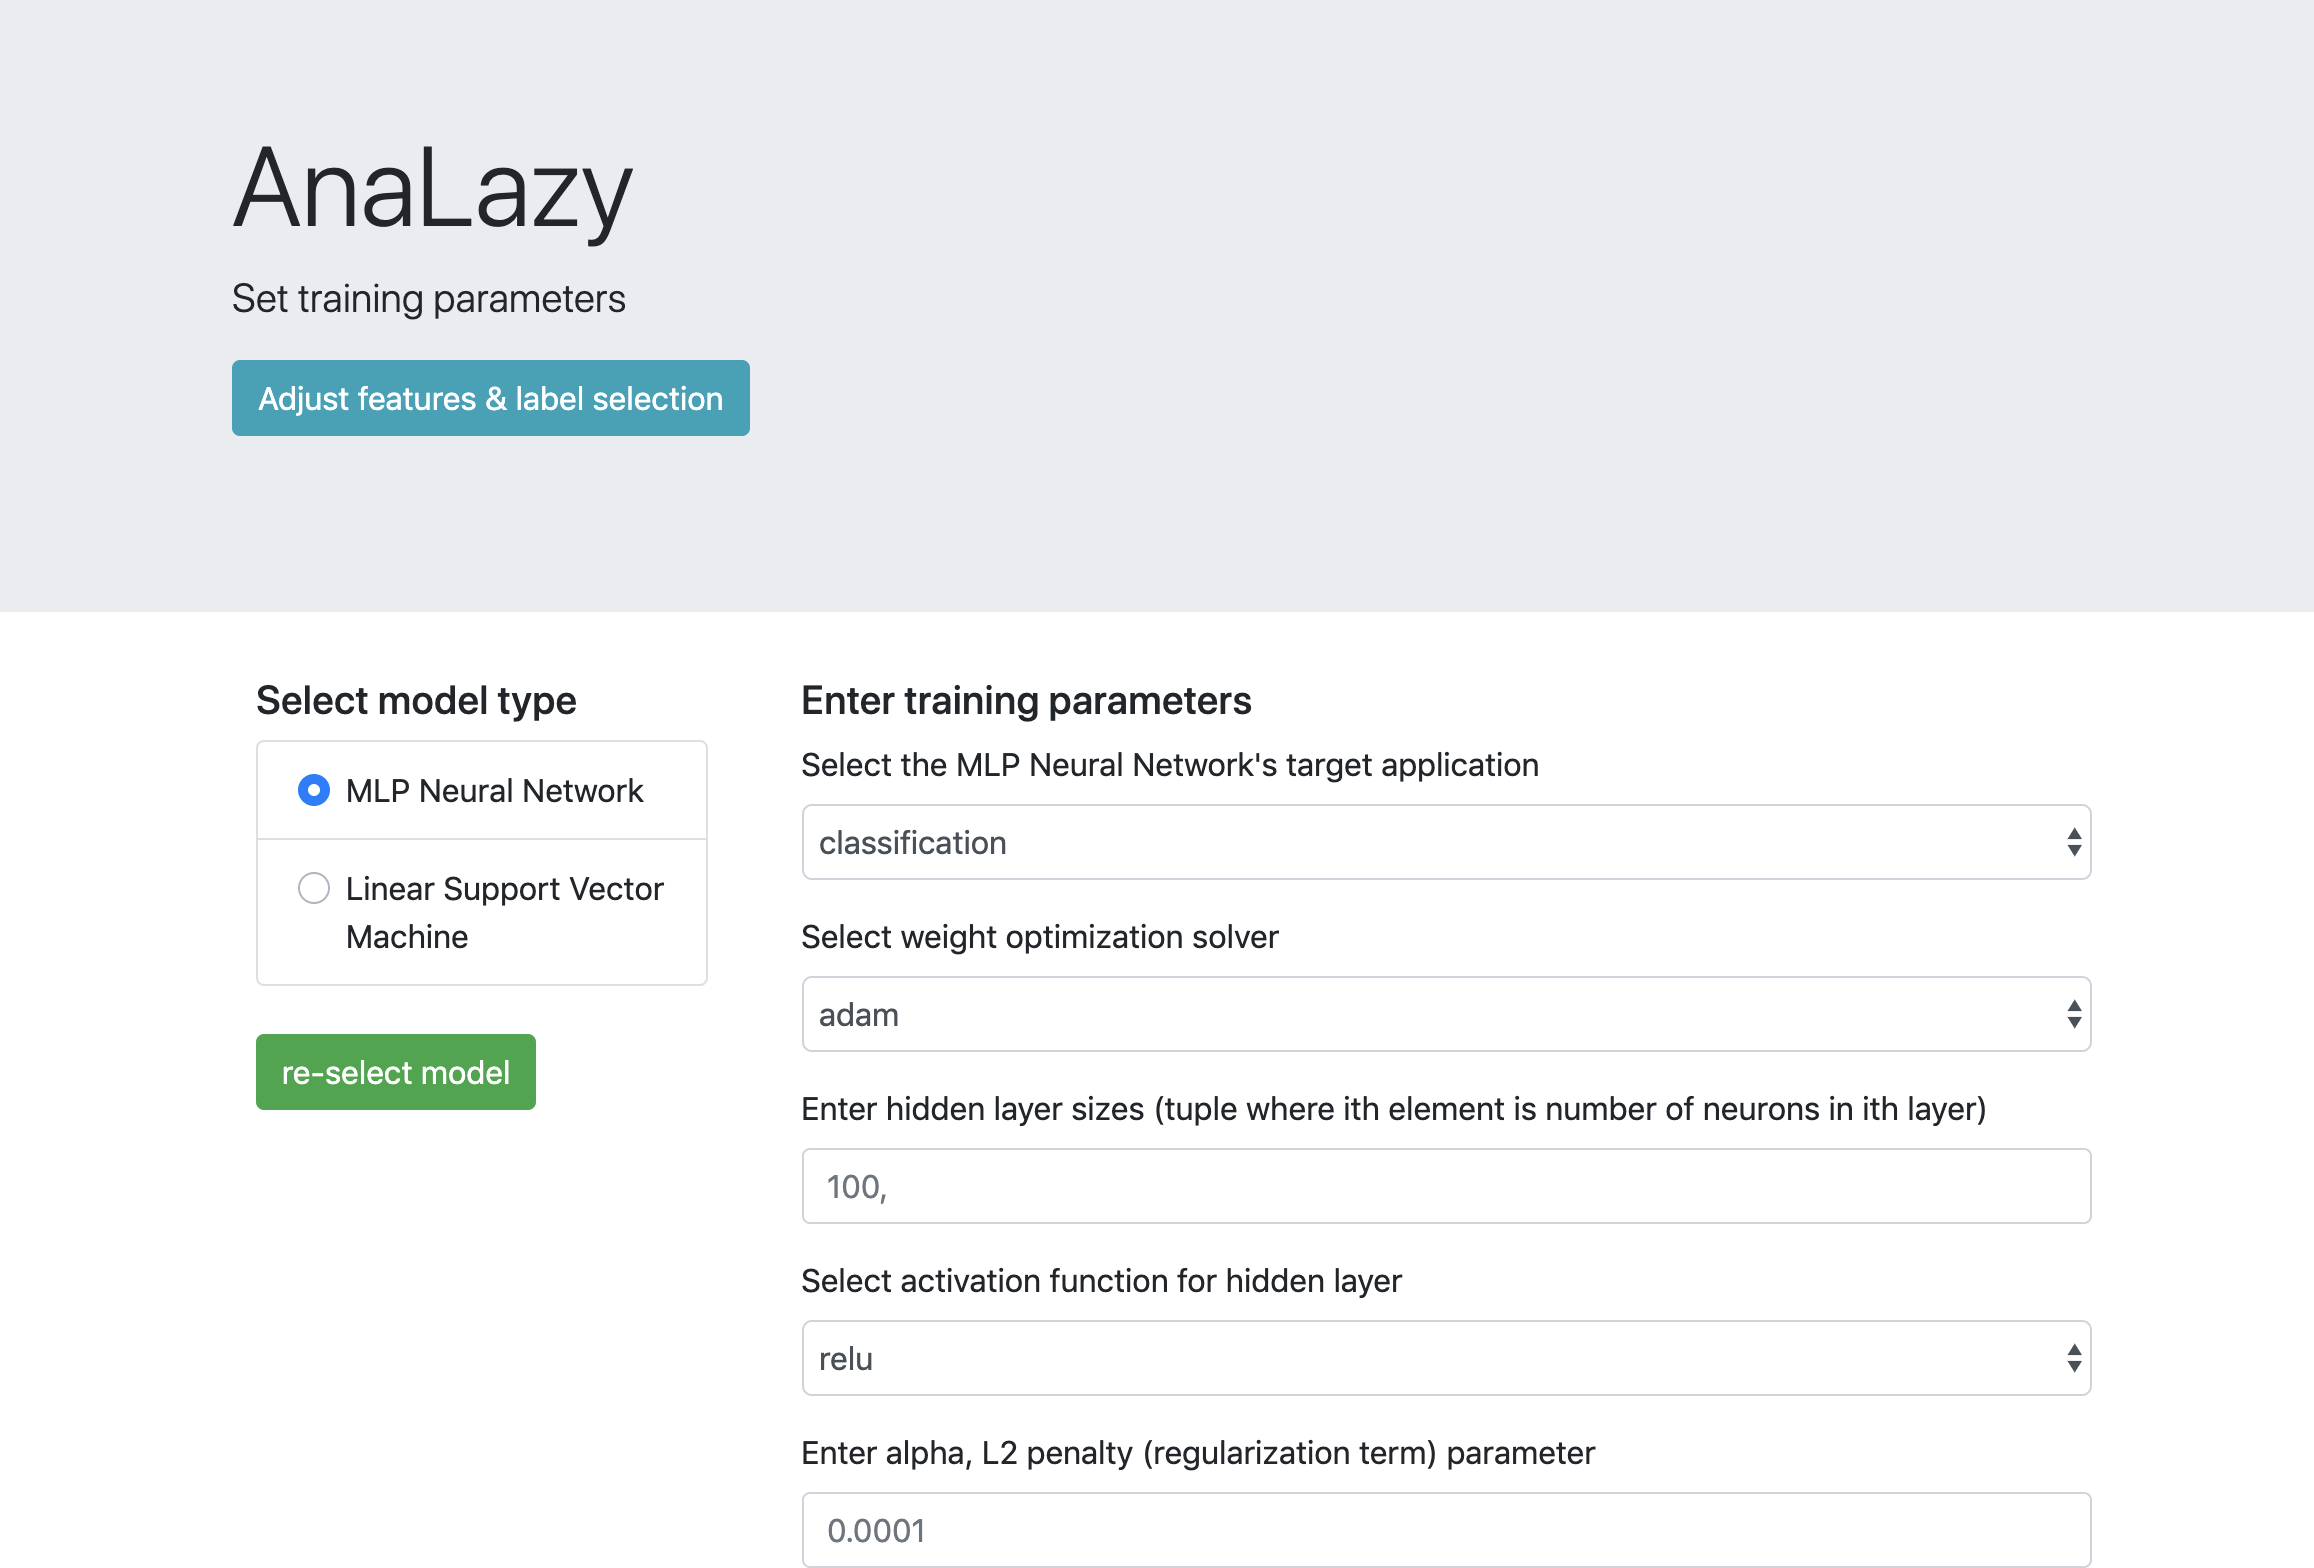 AnaLazy
Set training parameters
Adjust features & label selection
Select model type
MLP Neural Network
Linear Support Vector
Machine
re-select model
Enter training parameters
Select the MLP Neural Network's target application
classification
Select weight optimization solver
adam
Enter hidden layer sizes (tuple where ith element is number of neurons in ith layer)
100,
Select activation function for hidden layer
relu
Enter alpha, L2 penalty (regularization term) parameter
0.0001